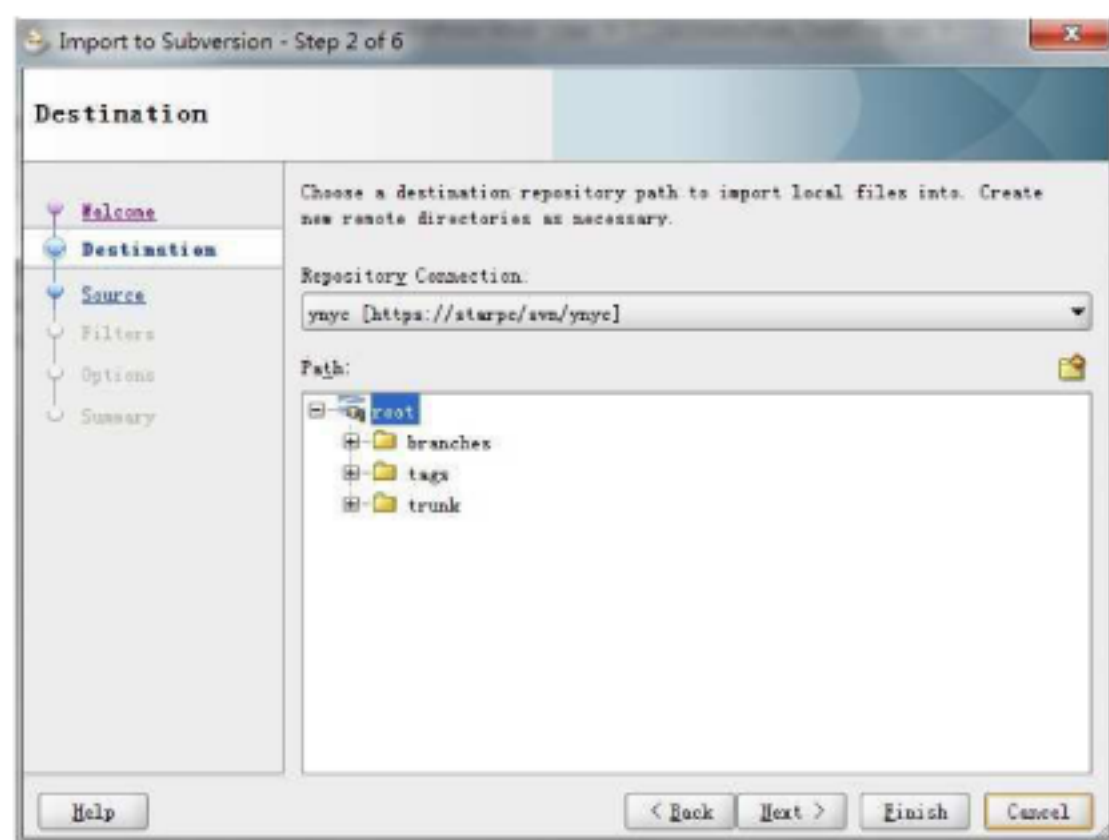 Import to Subversion - Step 2 of 6
Destination
Welcome
Destination
Source
Filters
Options
Summary
Choose a destination repository path to import local files into. Create
new remote directories as necessary.
Repository Connection:
ynyc [https://starpc/svn/ynyc]
Path:
root
branches
tags
trunk
Help
< Back
Next >
Finish
Cancel